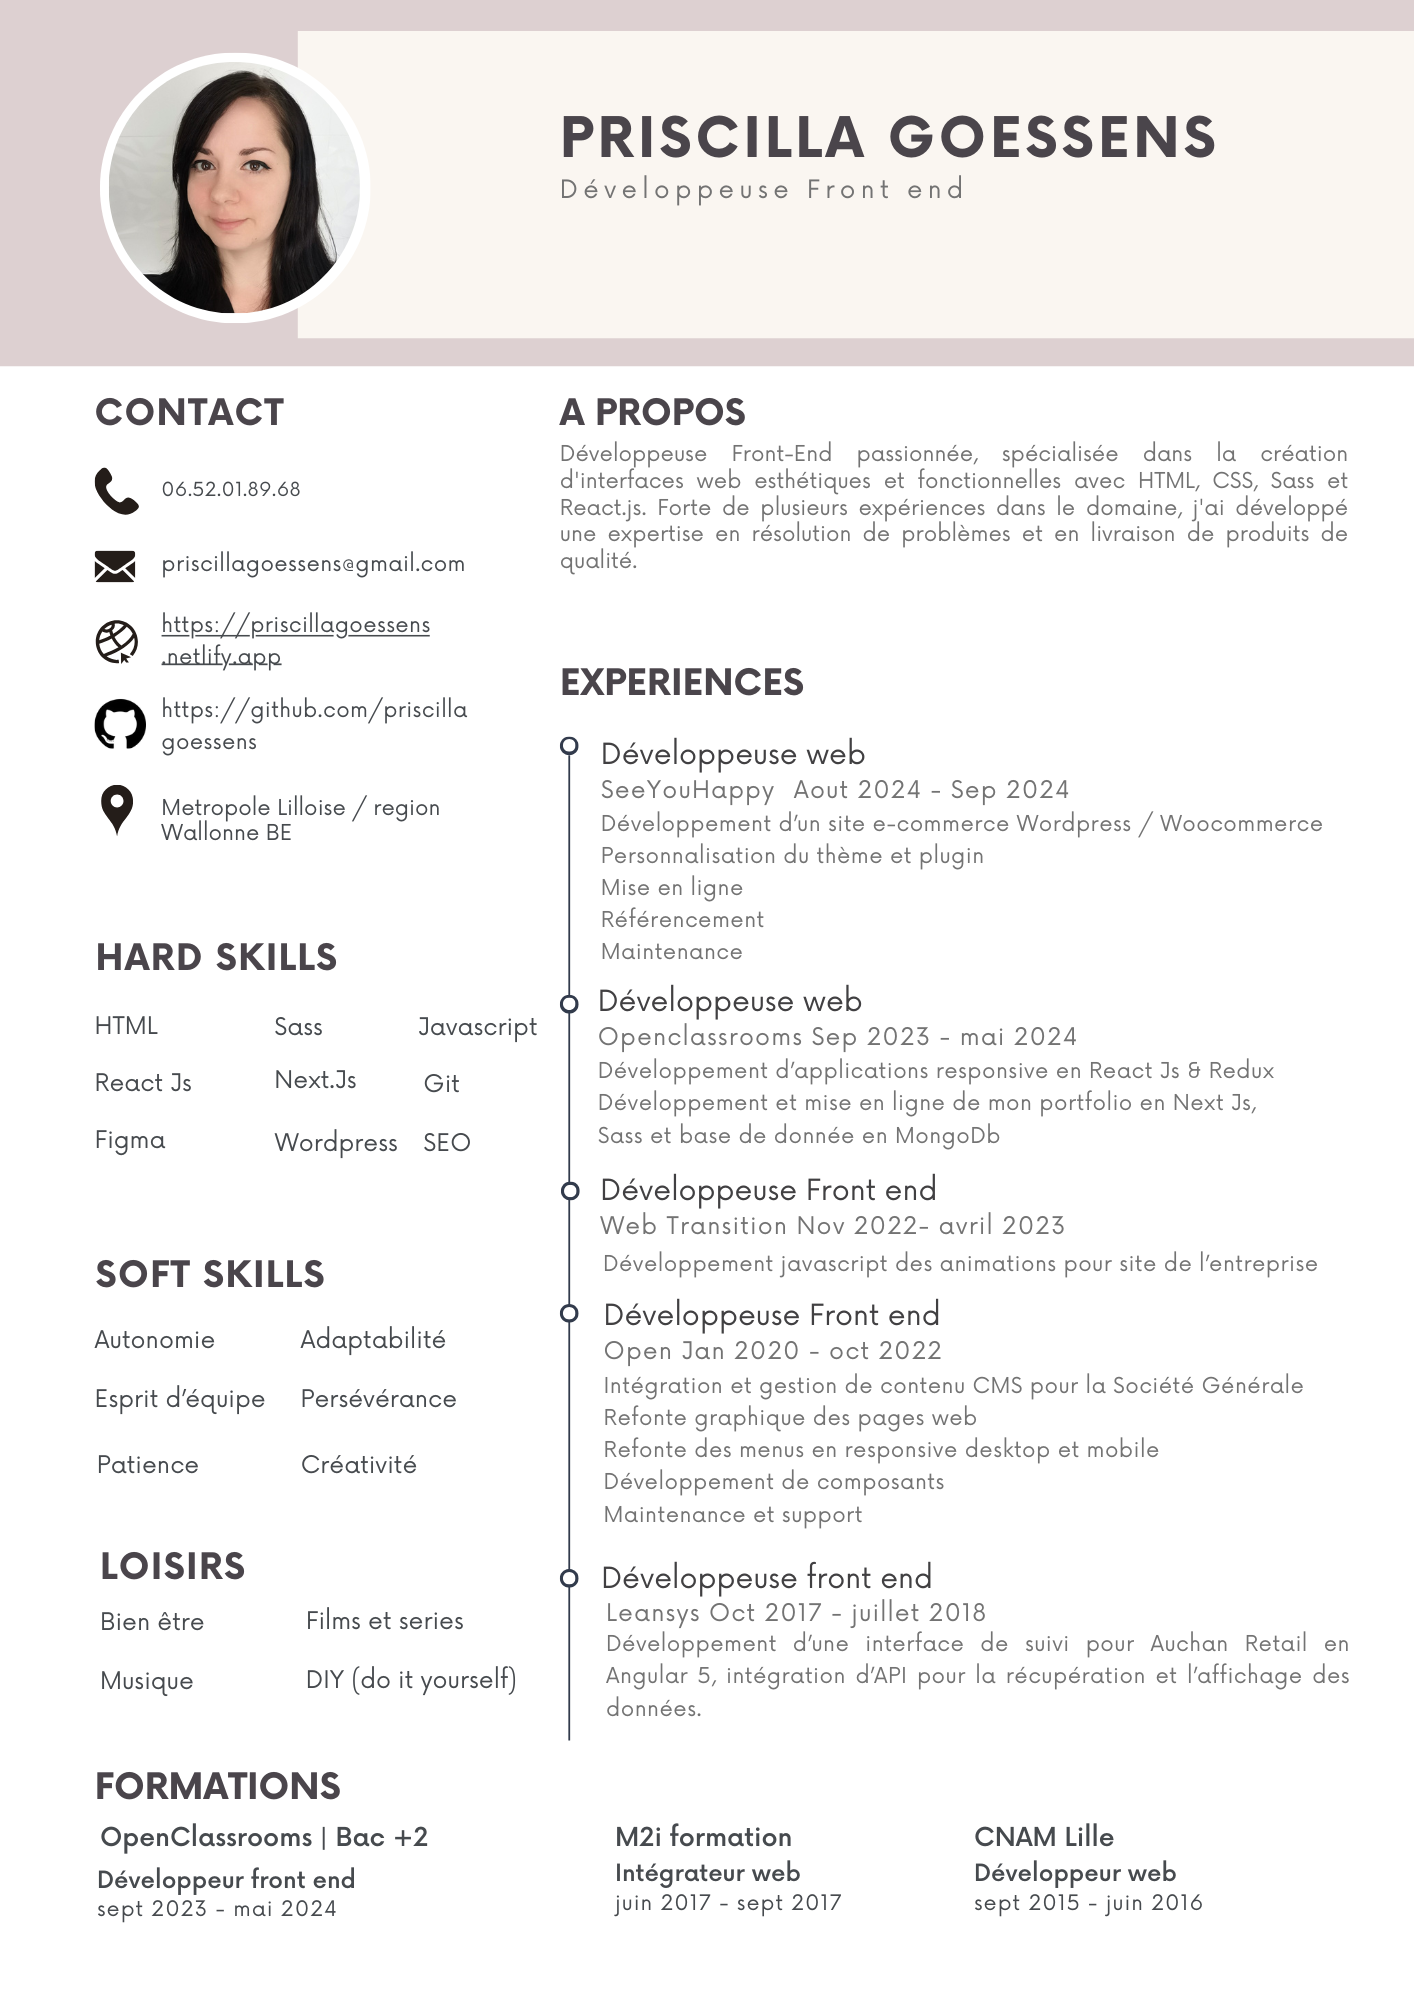 PRISCILLA GOESSENS
Développeuse Front end
CONTACT
06.52.01.89.68
priscillagoessens@gmail.com
https://priscillagoessens
.netlify.app
https://github.com/priscilla
goessens
Metropole Lilloise / region
Wallonne BE
HARD SKILLS
HTML Sass Javascript
React Js Next.Js Git
Figma Wordpress SEO
SOFT SKILLS
Autonomie Adaptabilité
Esprit d’équipe Persévérance
Patience Créativité
LOISIRS
Bien être Films et series
Musique DIY (do it yourself)
A PROPOS
Développeuse Front-End passionnée, spécialisée dans la création
d'interfaces web esthétiques et fonctionnelles avec HTML, CSS, Sass et
React.js. Forte de plusieurs expériences dans le domaine, j'ai développé
une expertise en résolution de problèmes et en livraison de produits de
qualité.
EXPERIENCES
Développeuse web
SeeYouHappy Aout 2024 - Sep 2024
Développement d’un site e-commerce Wordpress / Woocommerce
Personnalisation du thème et plugin
Mise en ligne
Référencement
Maintenance
Développeuse web
Openclassrooms Sep 2023 - mai 2024
Développement d’applications responsive en React Js & Redux
Développement et mise en ligne de mon portfolio en Next Js,
Sass et base de donnée en MongoDb
Développeuse Front end
Web Transition Nov 2022- avril 2023
Développement javascript des animations pour site de l’entreprise
Développeuse Front end
Open Jan 2020 - oct 2022
Intégration et gestion de contenu CMS pour la Société Générale
Refonte graphique des pages web
Refonte des menus en responsive desktop et mobile
Développement de composants
Maintenance et support
Développeuse front end
Leansys Oct 2017 - juillet 2018
Développement d’une interface de suivi pour Auchan Retail en
Angular 5, intégration d’API pour la récupération et l’affichage des
données.
FORMATIONS
OpenClassrooms | Bac +2
Développeur front end
sept 2023 - mai 2024
M2i formation
Intégrateur web
juin 2017 - sept 2017
CNAM Lille
Développeur web
sept 2015 - juin 2016